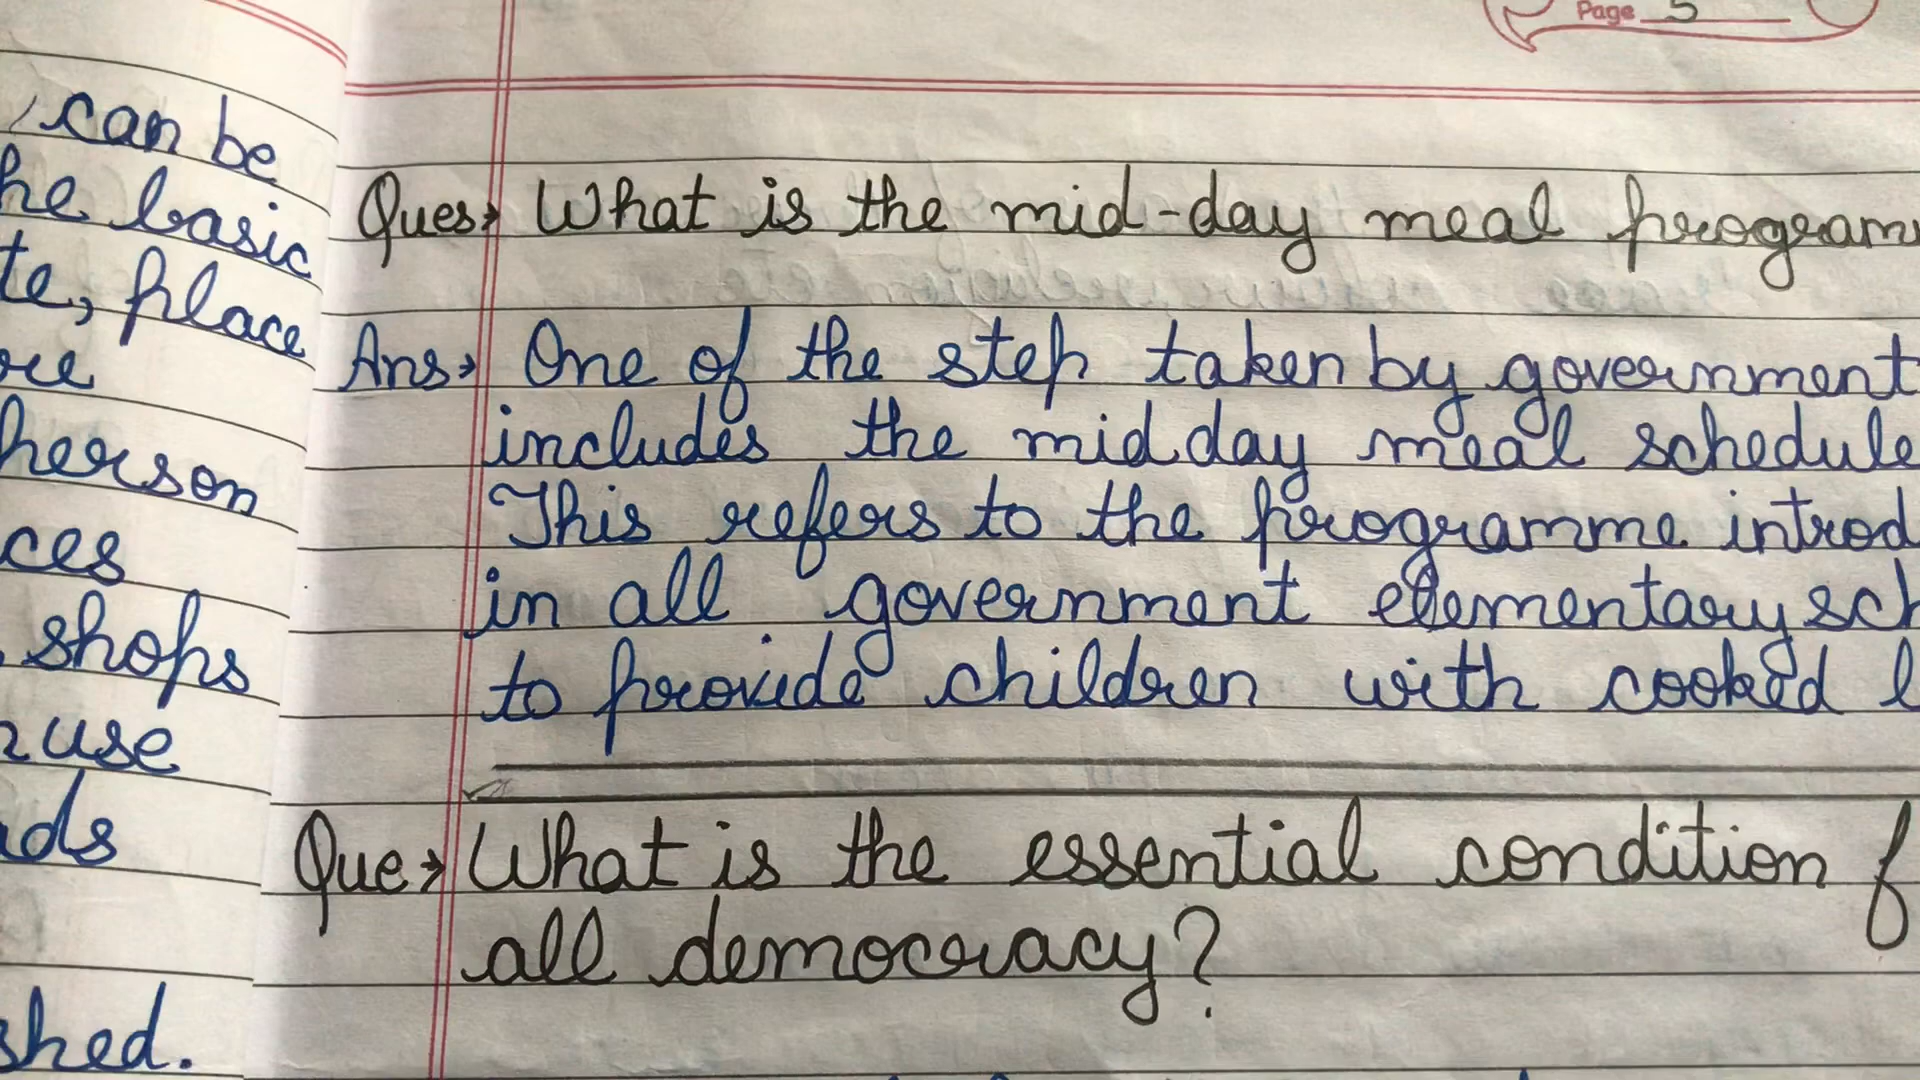 can be
he basic
te, place
ore
person
ces
shops
use
ds
shed.
Page 5
Ques→ What is the mid-day meal program
Ans→ One of the step taken by government
includes the midday meal schedule
This refers to the programme introd
in all government elementary sch
to provide children with cooked l
Que→ What is the essential condition f
all democracy?